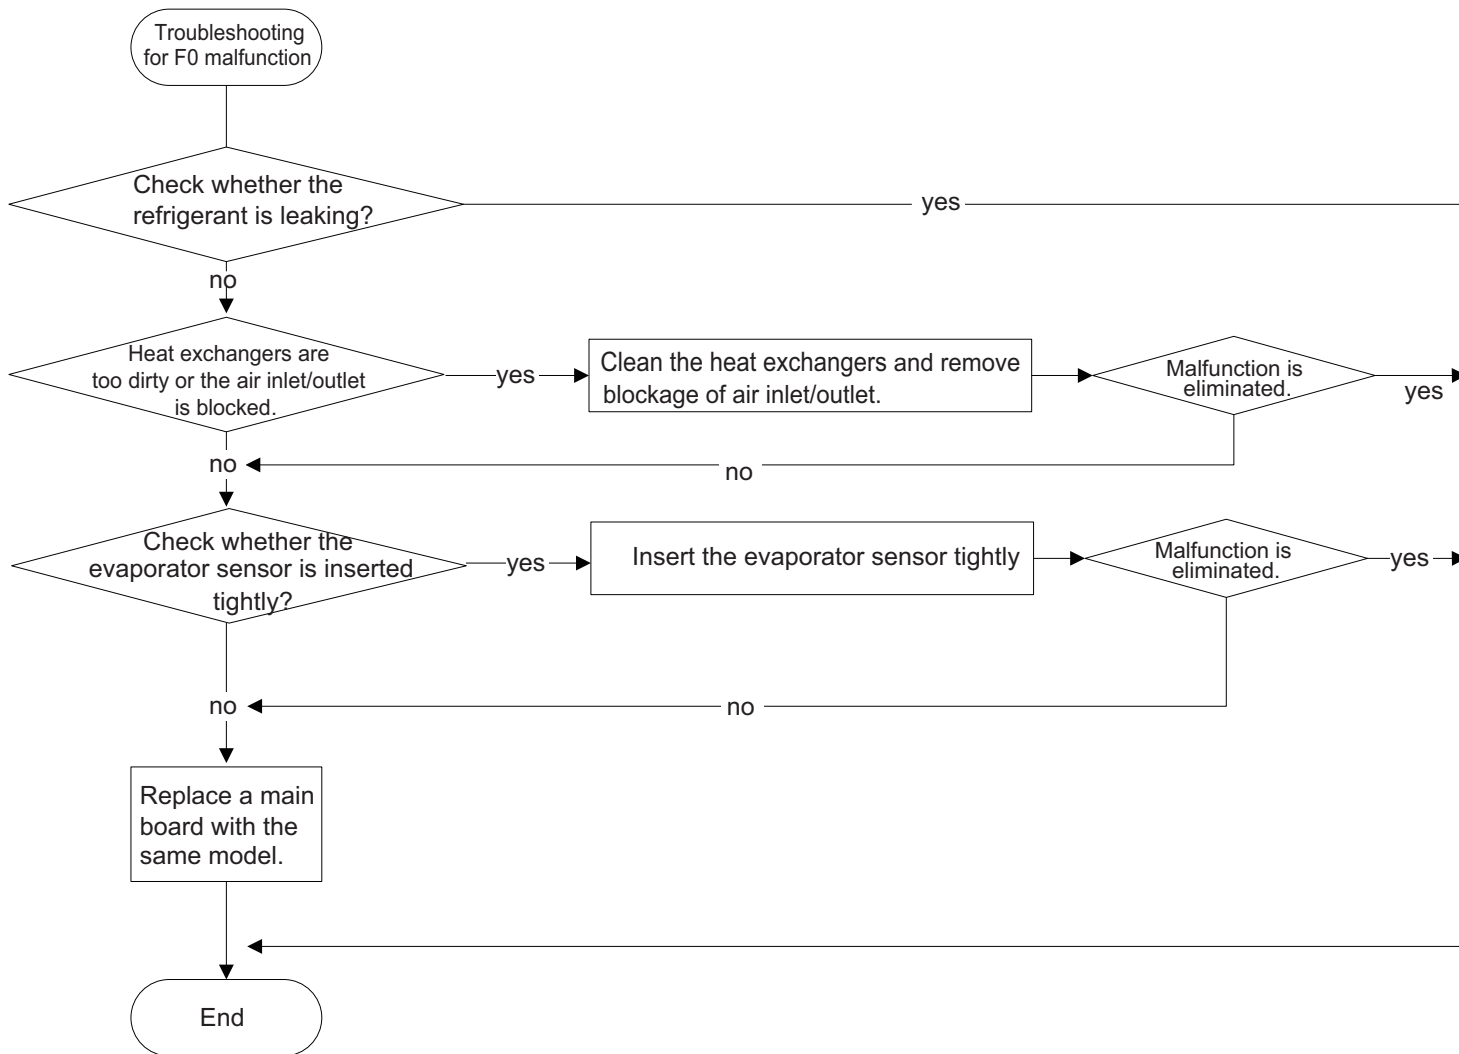 Troubleshooting
for F0 malfunction
Check whether the
refrigerant is leaking?
yes
no
Heat exchangers are
too dirty or the air inlet/outlet
is blocked.
yes
Clean the heat exchangers and remove
blockage of air inlet/outlet.
Malfunction is
eliminated.
yes
no
no
Check whether the
evaporator sensor is inserted
tightly?
yes
Insert the evaporator sensor tightly
Malfunction is
eliminated.
yes
no
no
Replace a main
board with the
same model.
End